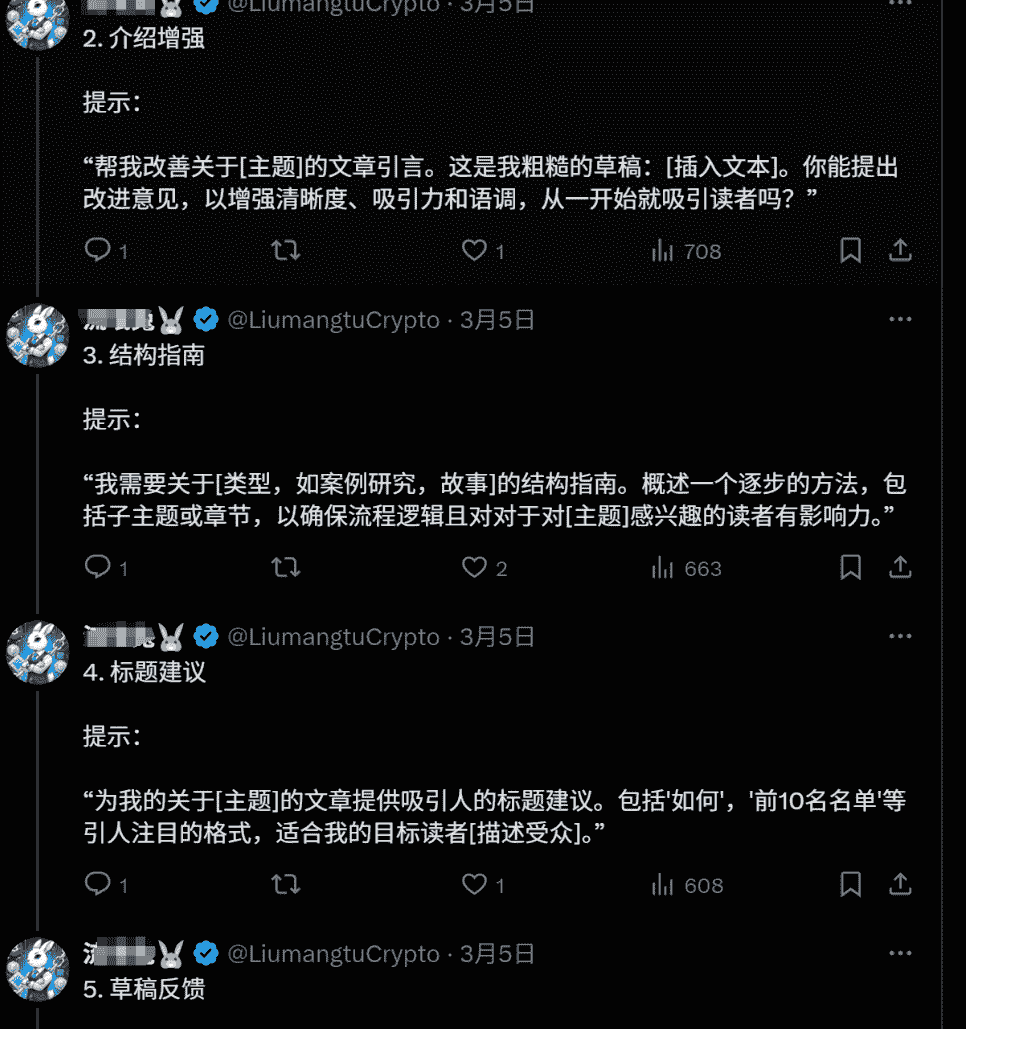 @LiumangtuCrypto · 3月5日
2. 介绍增强
提示：
“帮我改善关于[主题]的文章引言。这是我粗糙的草稿：[插入文本]。你能提出
改进意见，以增强清晰度、吸引力和语调，从一开始就吸引读者吗？”
1 1 708
@LiumangtuCrypto · 3月5日
3. 结构指南
提示：
“我需要关于[类型，如案例研究，故事]的结构指南。概述一个逐步的方法，包
括子主题或章节，以确保流程逻辑且对对于对[主题]感兴趣的读者有影响力。”
1 2 663
@LiumangtuCrypto · 3月5日
4. 标题建议
提示：
“为我的关于[主题]的文章提供吸引人的标题建议。包括'如何'，'前10名名单'等
引人注目的格式，适合我的目标读者[描述受众]。”
1 1 608
@LiumangtuCrypto · 3月5日
5. 草稿反馈